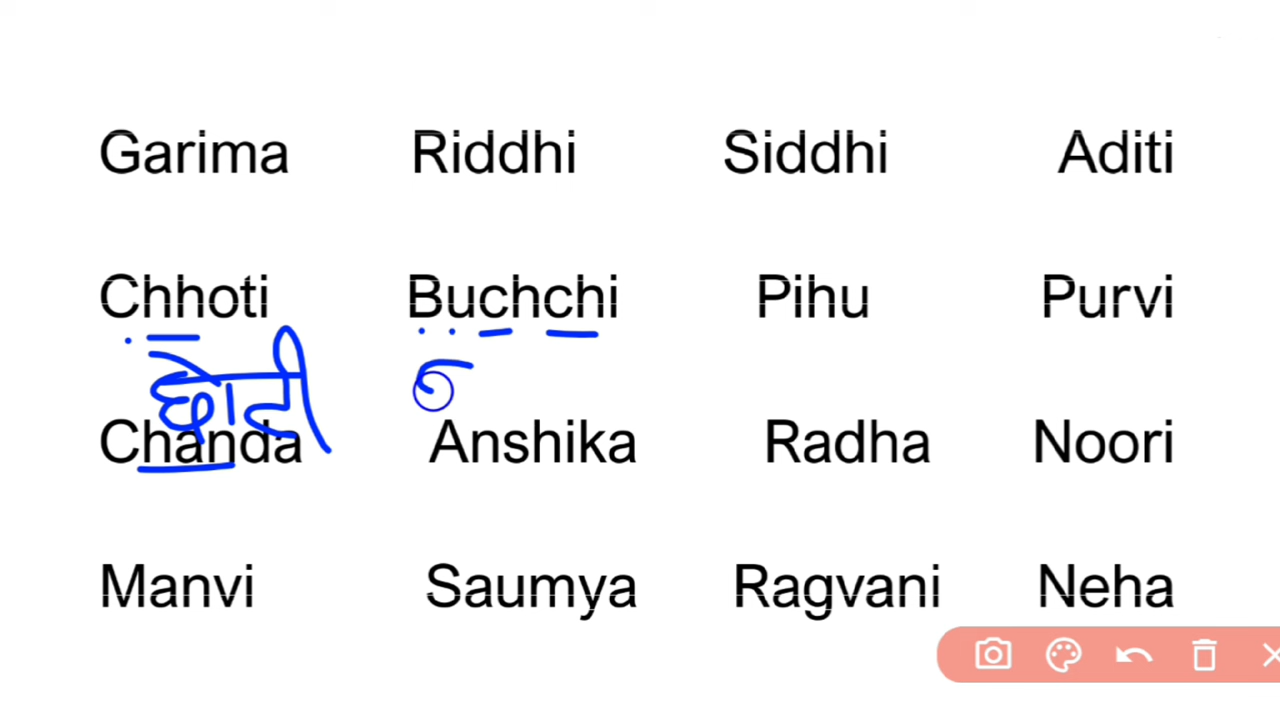 Garima Riddhi Siddhi Aditi
Chhoti Buchchi Pihu Purvi
छोटी
Chanda Anshika Radha Noori
Manvi Saumya Ragvani Neha